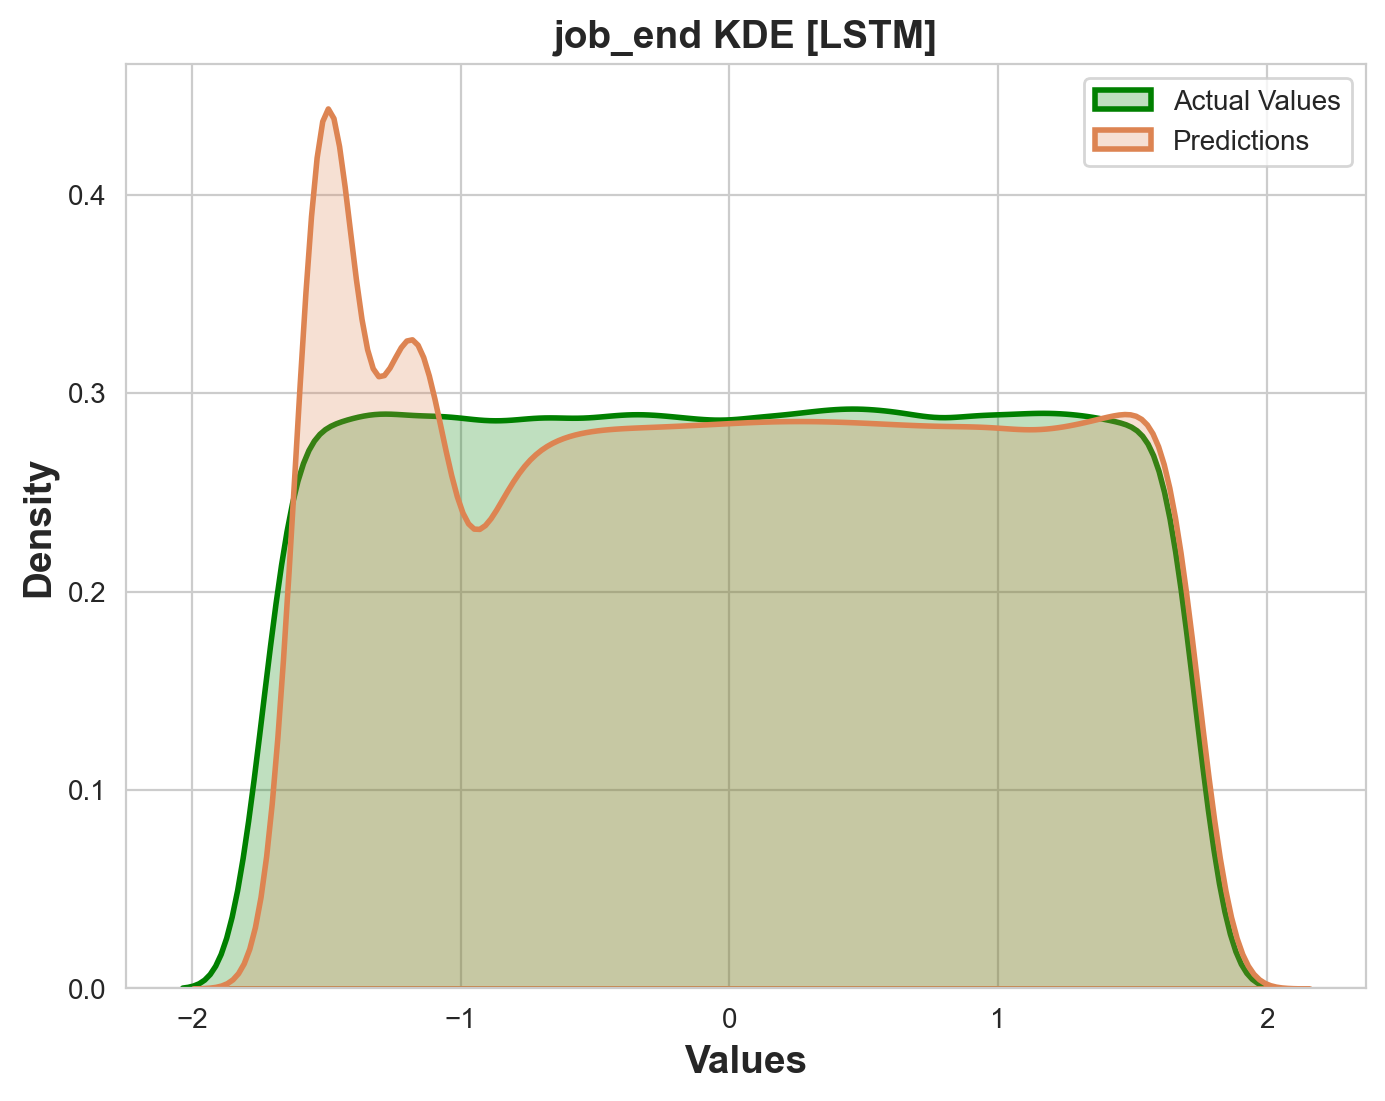 job_end KDE [LSTM]
Actual Values
Predictions
Density
0.4
0.3
0.2
0.1
0.0
−2
−1
0
1
2
Values